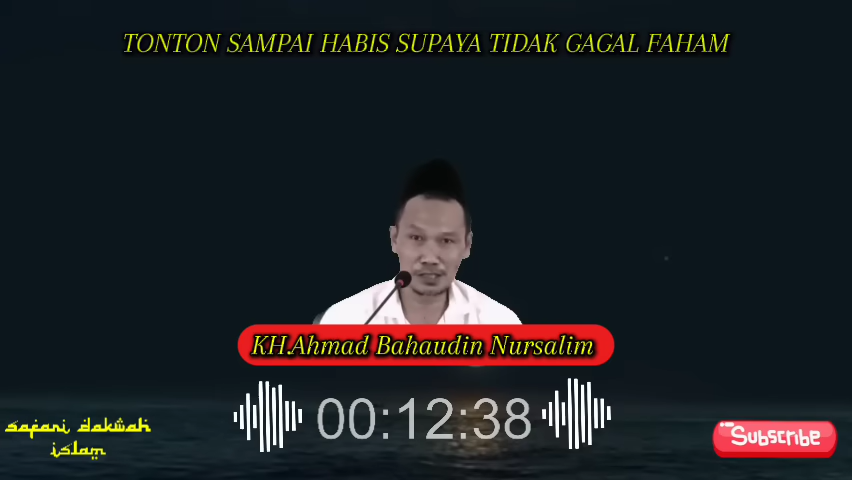 TONTON SAMPAI HABIS SUPAYA TIDAK GAGAL FAHAM
KH.Ahmad Bahaudin Nursalim
00:12:38
safari dakwah
islam
Subscribe